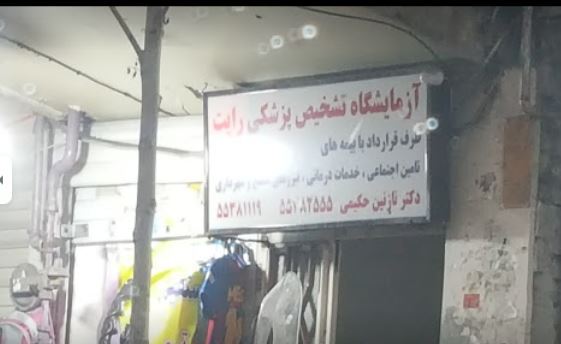 آزمایشگاه تشخیص پزشکی رایت
طرف قرارداد با بیمه های
تامین اجتماعی ، خدمات درمانی ، نیروهای مسلح و شهرداری
دکتر نازنین حکیمی ۵۵۳۸۱۱۱۹